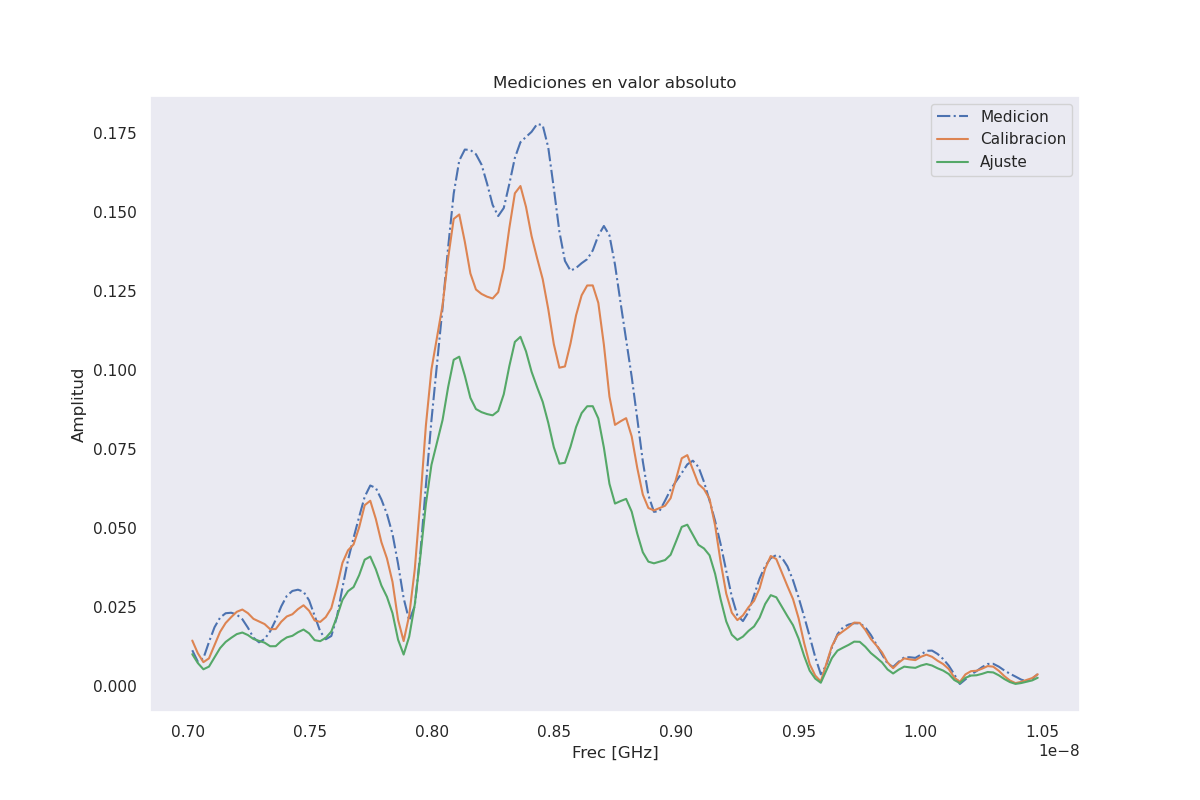 Mediciones en valor absoluto
Medicion
Calibracion
Ajuste
0.175
0.150
0.125
0.100
0.075
0.050
0.025
0.000
Amplitud
0.70 0.75 0.80 0.85 0.90 0.95 1.00 1.05
1e−8
Frec [GHz]